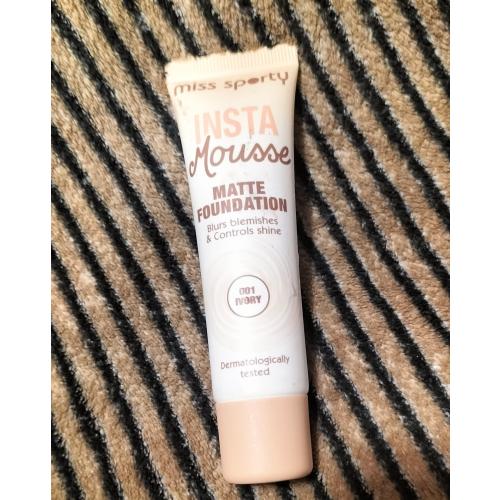 miss sporty
INSTA
Mousse
MATTE
FOUNDATION
Blurs blemishes
& Controls shine
001
IVORY
Dermatologically
tested